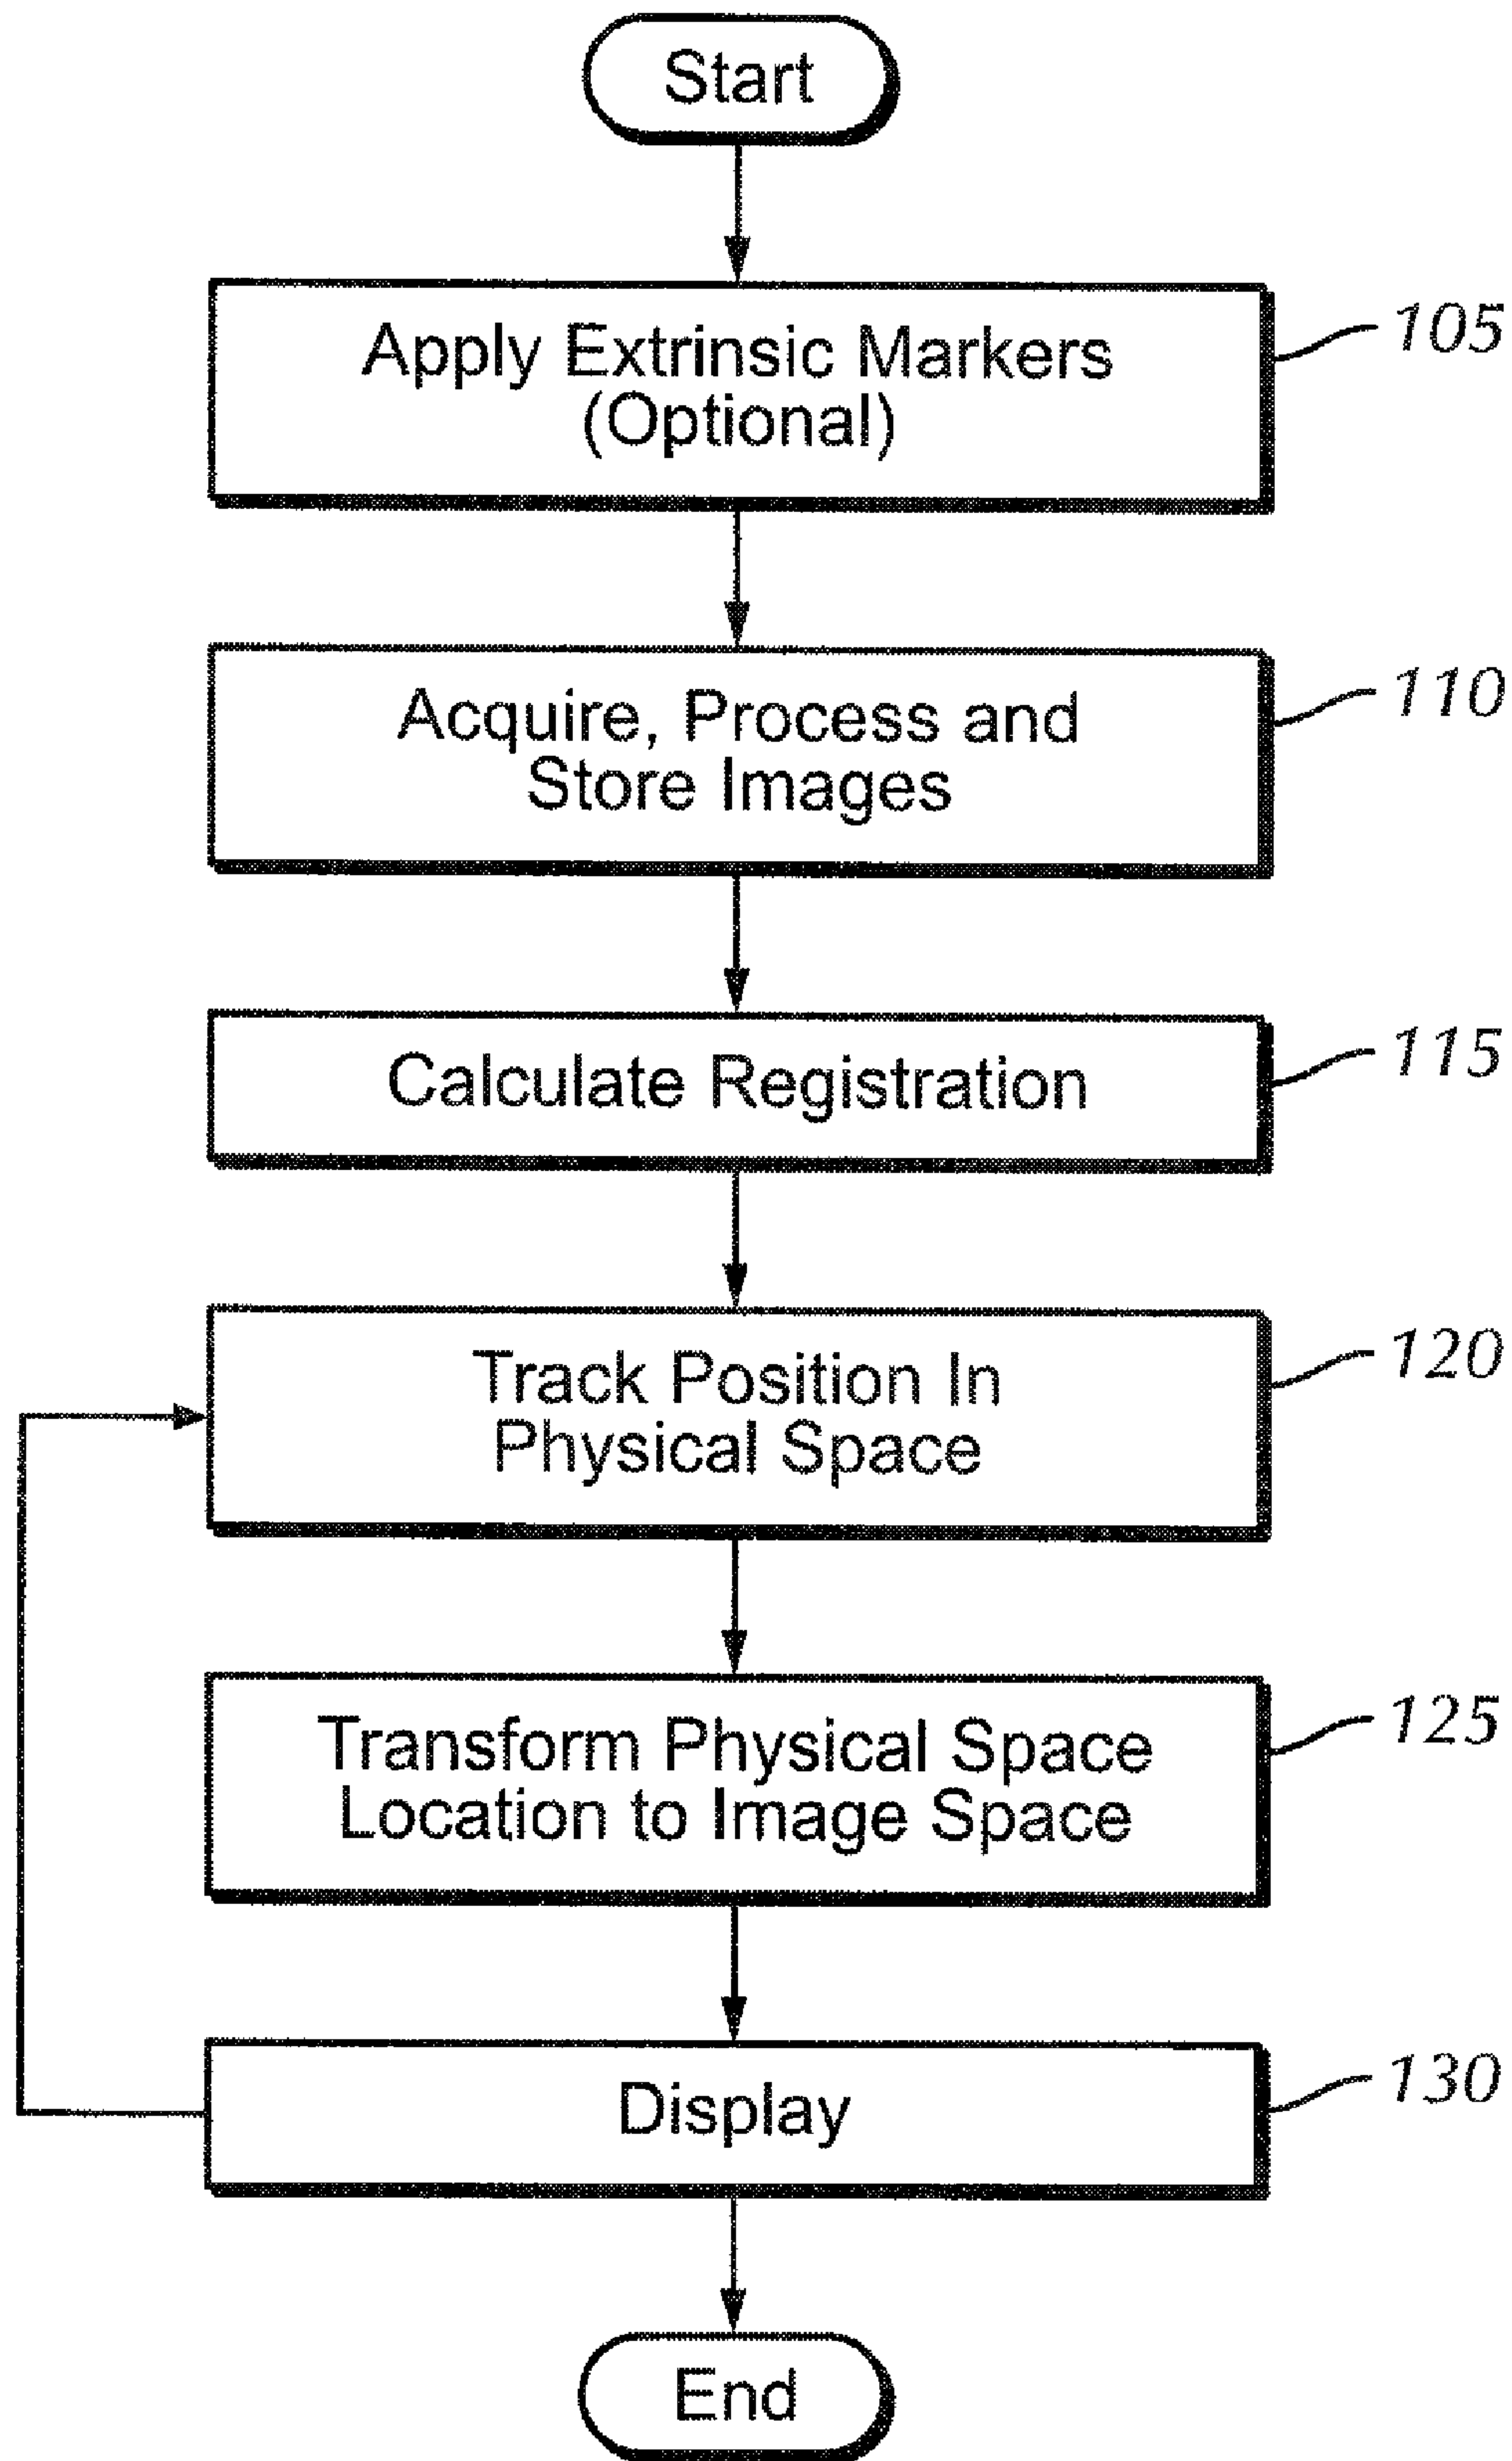 Start
Apply Extrinsic Markers
(Optional)
105
Acquire, Process and
Store Images
110
Calculate Registration
115
Track Position In
Physical Space
120
Transform Physical Space
Location to Image Space
125
Display
130
End